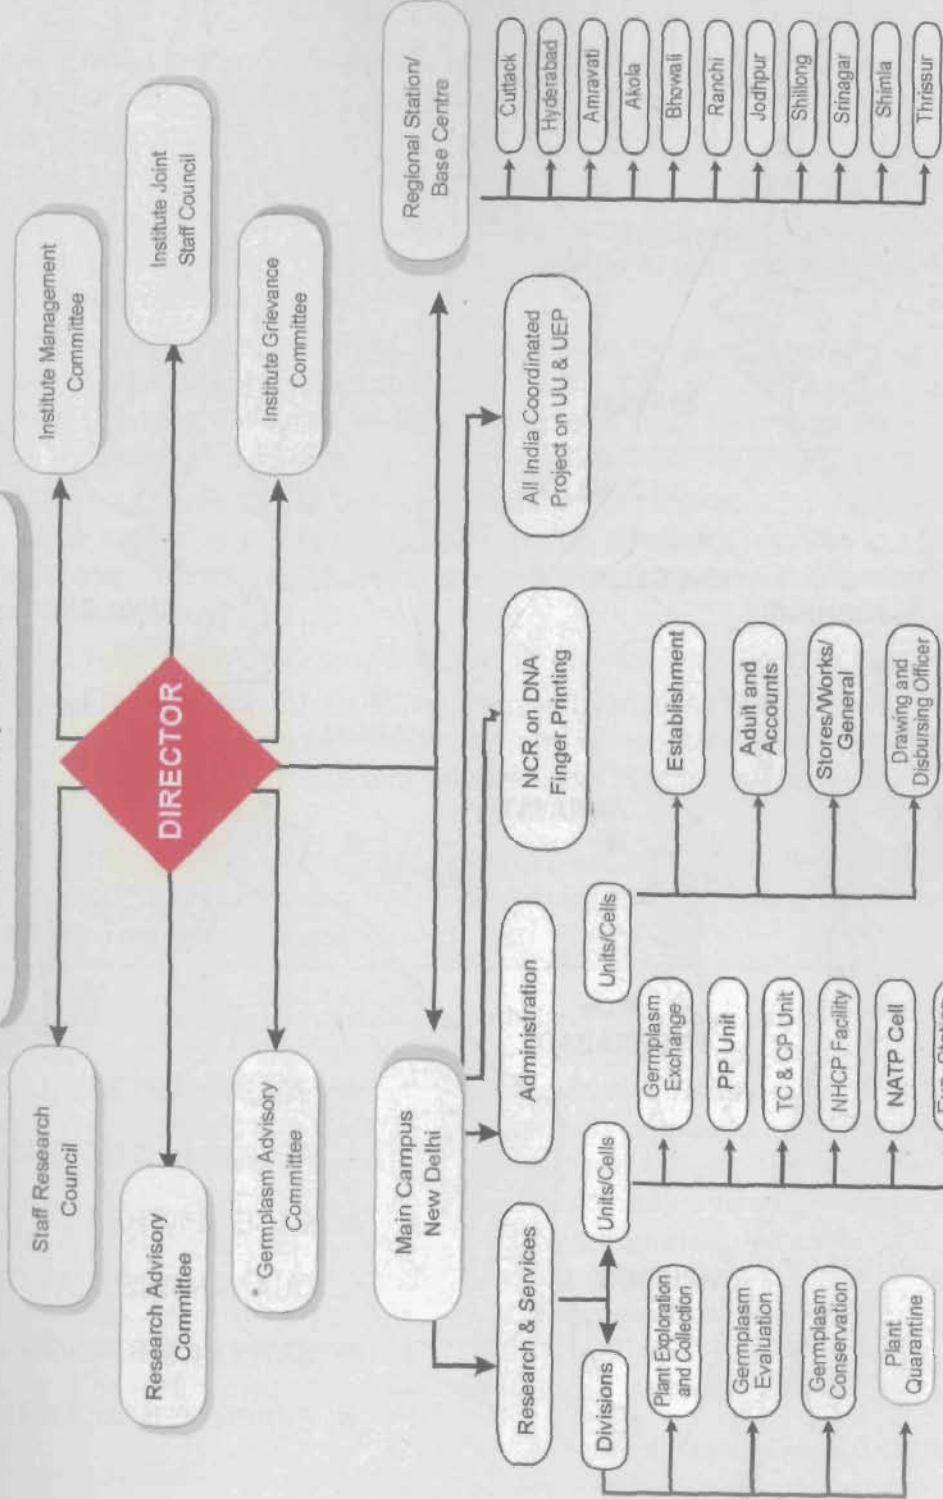 Staff Research
Council
Institute Management
Committee
Research Advisory
Committee
DIRECTOR
Institute Joint
Staff Council
Germplasm Advisory
Committee
Institute Grievance
Committee
Main Campus
New Delhi
Regional Station/
Base Centre
Research & Services
Administration
NCR on DNA
Finger Printing
All India Coordinated
Project on UU & UEP
Divisions
Units/Cells
Units/Cells
Plant Exploration
and Collection
Germplasm
Evaluation
Germplasm
Conservation
Plant
Quarantine
Germplasm
Exchange
PP Unit
TC & CP Unit
NHCP Facility
NATP Cell
Establishment
Adult and
Accounts
Stores/Works/
General
Drawing and
Disbursing Officer
Cuttack
Hyderabad
Amravati
Akola
Bhowali
Ranchi
Jodhpur
Shillong
Srinagar
Shimla
Thrissur